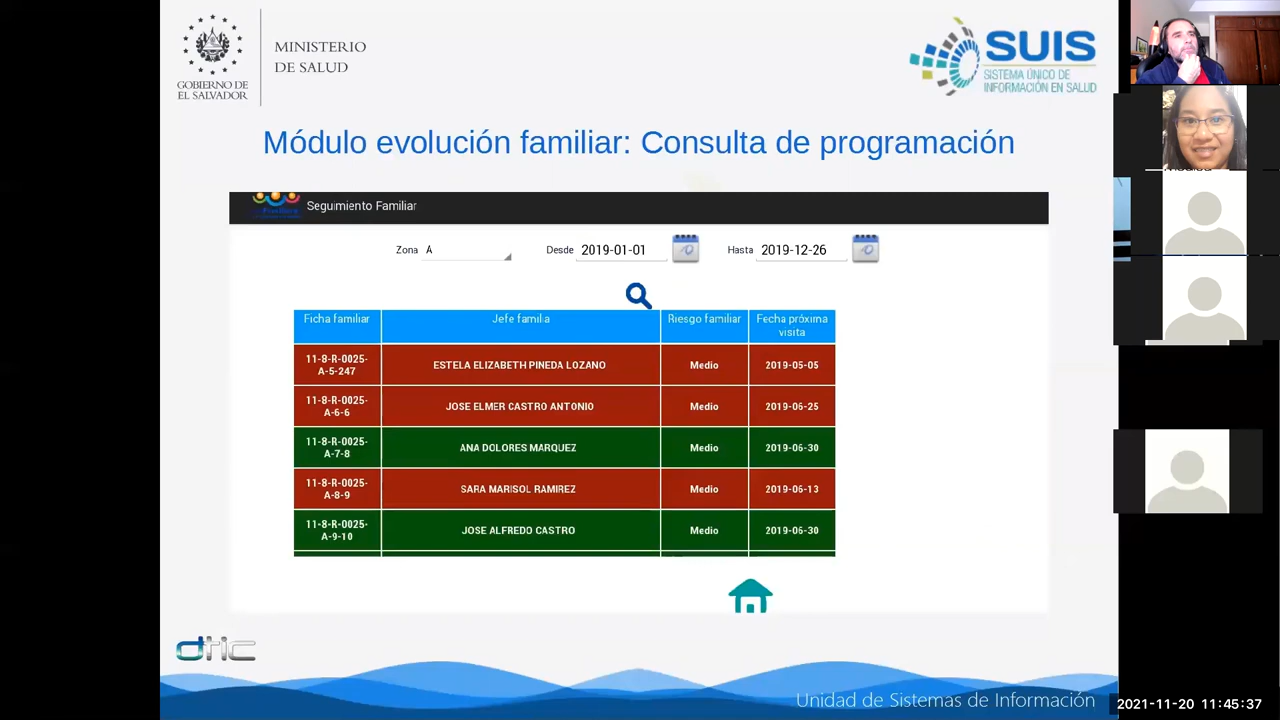 MINISTERIO
DE SALUD
GOBIERNO DE
EL SALVADOR
SUIS
SISTEMA ÚNICO DE
INFORMACIÓN EN SALUD
Módulo evolución familiar: Consulta de programación
Seguimiento Familiar
Zona A Desde 2019-01-01 Hasta 2019-12-26
Ficha familiar Jefe familia Riesgo familiar Fecha próxima
visita
11-8-R-0025-
A-5-247 ESTELA ELIZABETH PINEDA LOZANO Medio 2019-05-05
11-8-R-0025-
A-6-6 JOSE ELMER CASTRO ANTONIO Medio 2019-06-25
11-8-R-0025-
A-7-8 ANA DOLORES MARQUEZ Medio 2019-06-30
11-8-R-0025-
A-8-9 SARA MARISOL RAMIREZ Medio 2019-06-13
11-8-R-0025-
A-9-10 JOSE ALFREDO CASTRO Medio 2019-06-30
dtic
Unidad de Sistemas de Información
2021-11-20 11:45:37